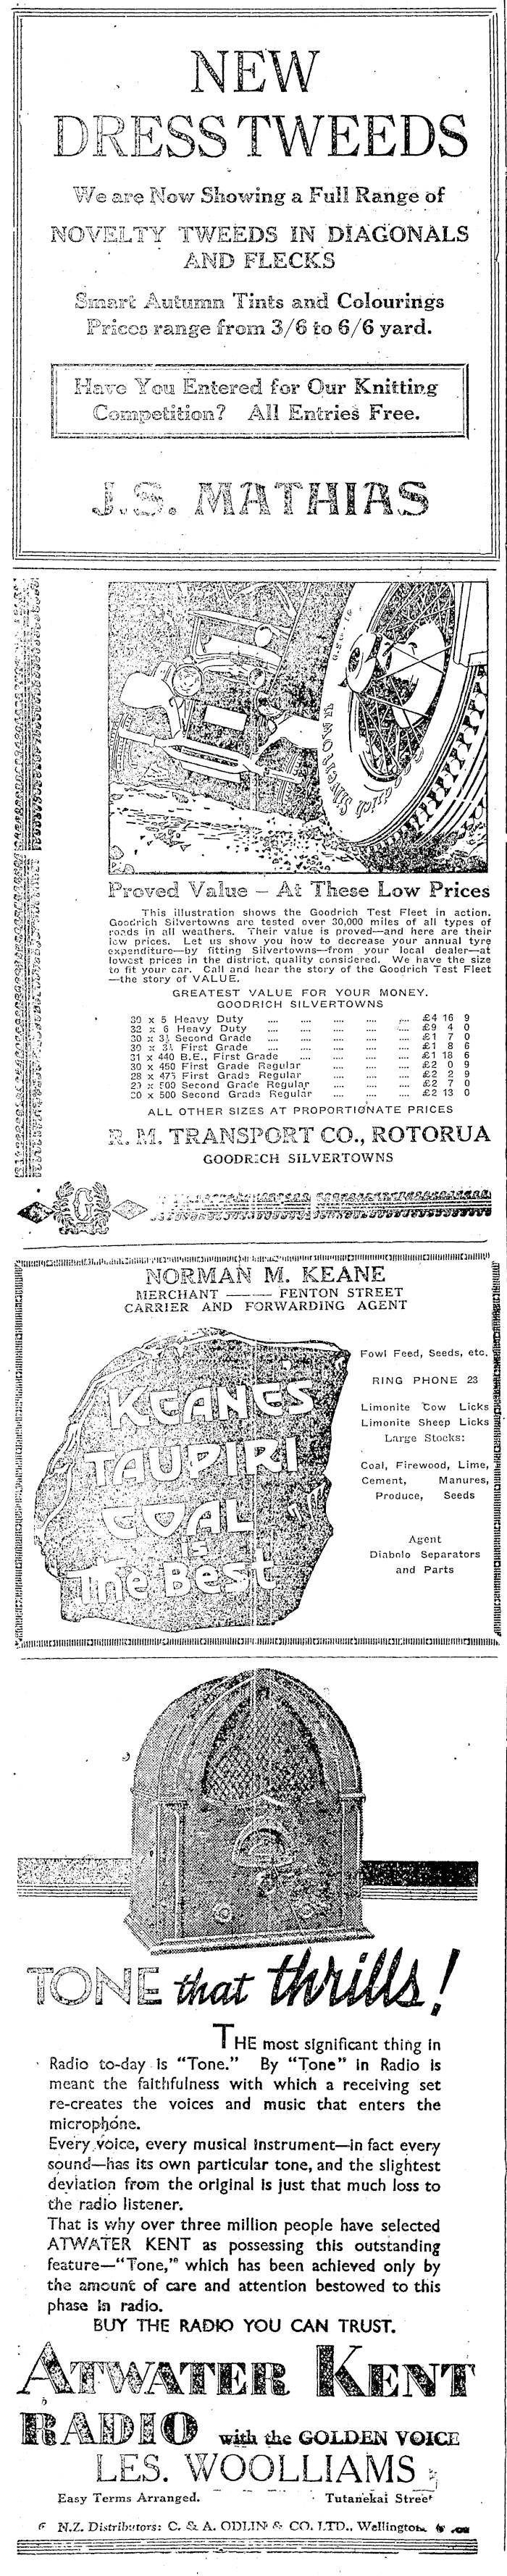 NEW
DRESS TWEEDS
We are Now Showing a Full Range of
NOVELTY TWEEDS IN DIAGONALS
AND FLECKS
Smart Autumn Tints and Colourings
Prices range from 3/6 to 6/6 yard.
Have You Entered for Our Knitting
Competition? All Entries Free.
J.S. MATHIAS
Silvertown
Goodrich
Proved Value – At These Low Prices
This illustration shows the Goodrich Test Fleet in action.
Goodrich Silvertowns are tested over 30,000 miles of all types of
roads in all weathers. Their value is proved—and here are their
low prices. Let us show you how to decrease your annual tyre
expenditure—by fitting Silvertowns—from your local dealer—at
lowest prices in the district, quality considered. We have the size
to fit your car. Call and hear the story of the Goodrich Test Fleet
—the story of VALUE.
GREATEST VALUE FOR YOUR MONEY.
GOODRICH SILVERTOWNS
30 x 5 Heavy Duty .... .... .... .... .... £4 16 9
32 x 6 Heavy Duty .... .... .... .... .... £9 4 0
30 x 3½ Second Grade .... .... .... .... .... £1 7 0
30 x 3½ First Grade .... .... .... .... .... £1 8 6
31 x 440 B.E., First Grade .... .... .... .... £1 18 6
30 x 450 First Grade Regular .... .... .... £2 0 9
28 x 475 First Grade Regular .... .... .... £2 2 9
29 x 500 Second Grade Regular .... .... .... £2 7 0
30 x 500 Second Grade Regular .... .... .... £2 13 0
ALL OTHER SIZES AT PROPORTIONATE PRICES
R. M. TRANSPORT CO., ROTORUA
GOODRICH SILVERTOWNS
G
NORMAN M. KEANE
MERCHANT ——— FENTON STREET
CARRIER AND FORWARDING AGENT
KEANE'S
TAUPIRI
COAL
IS
The Best
Fowl Feed, Seeds, etc.
RING PHONE 23
Limonite Cow Licks
Limonite Sheep Licks
Large Stocks:
Coal, Firewood, Lime,
Cement, Manures,
Produce, Seeds
Agent
Diabolo Separators
and Parts
TONE that thrills!
THE most significant thing in
Radio to-day is "Tone." By "Tone" in Radio is
meant the faithfulness with which a receiving set
re-creates the voices and music that enters the
microphone.
Every voice, every musical instrument—in fact every
sound—has its own particular tone, and the slightest
deviation from the original is just that much loss to
the radio listener.
That is why over three million people have selected
ATWATER KENT as possessing this outstanding
feature—"Tone," which has been achieved only by
the amount of care and attention bestowed to this
phase in radio.
BUY THE RADIO YOU CAN TRUST.
ATWATER KENT
RADIO with the GOLDEN VOICE
LES. WOOLLIAMS
Easy Terms Arranged. Tutanekai Street
N.Z. Distributors: C. & A. ODLIN & CO. LTD., Wellington.